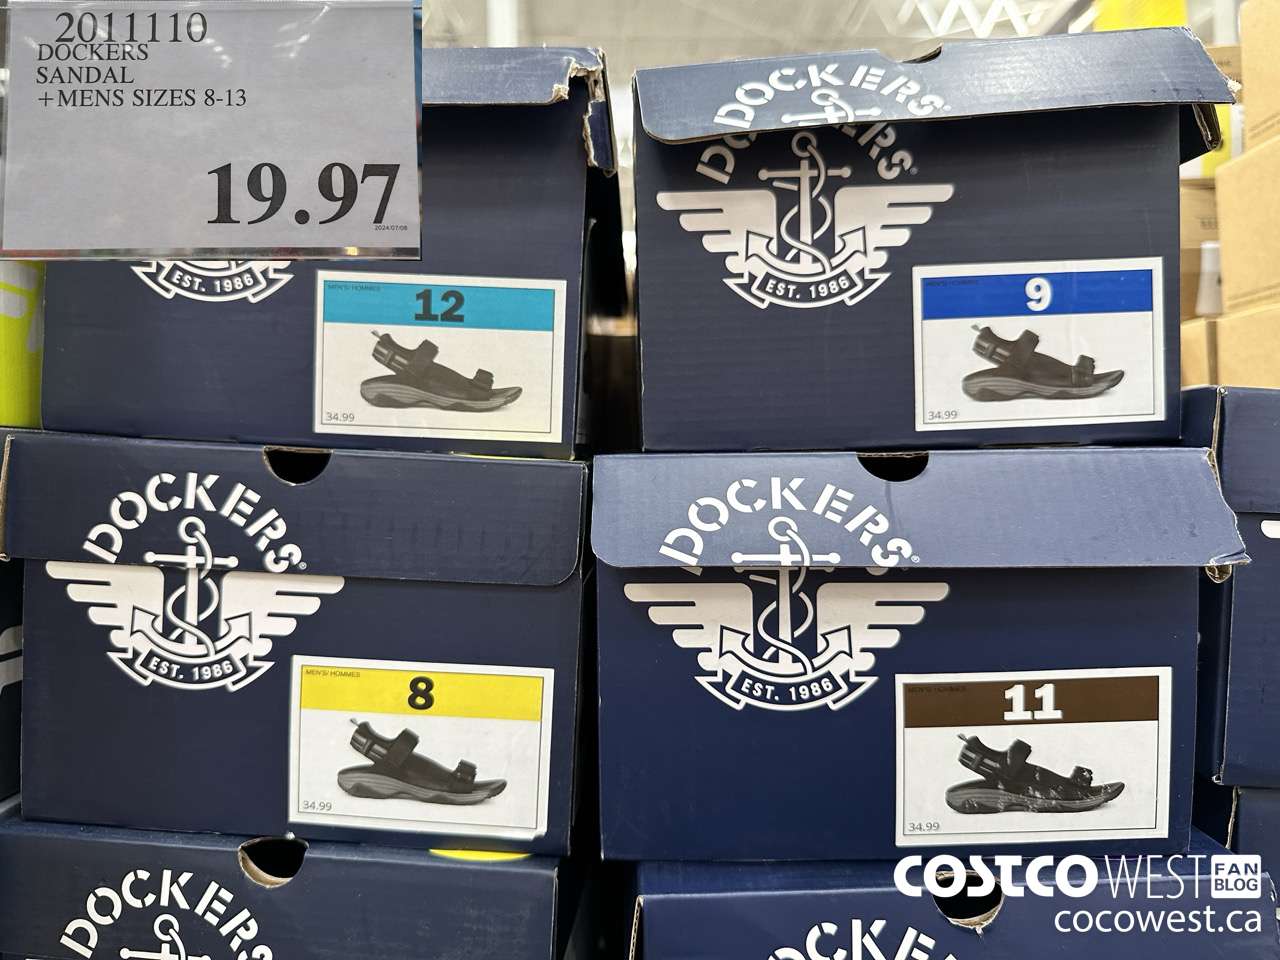 2011110
DOCKERS
SANDAL
+MENS SIZES 8-13
19.97
2024/07/08
EST. 1986
MEN'S/ HOMMES
12
34.99
DOCKERS
DOCKERS®
EST. 1986
MEN'S/ HOMMES
9
34.99
DOCKERS®
EST. 1986
MEN'S/ HOMMES
8
34.99
DOCKERS®
EST. 1986
MEN'S/ HOMMES
11
34.99
DOCKERS
DOCKE
COSTCO WEST FAN BLOG
cocowest.ca